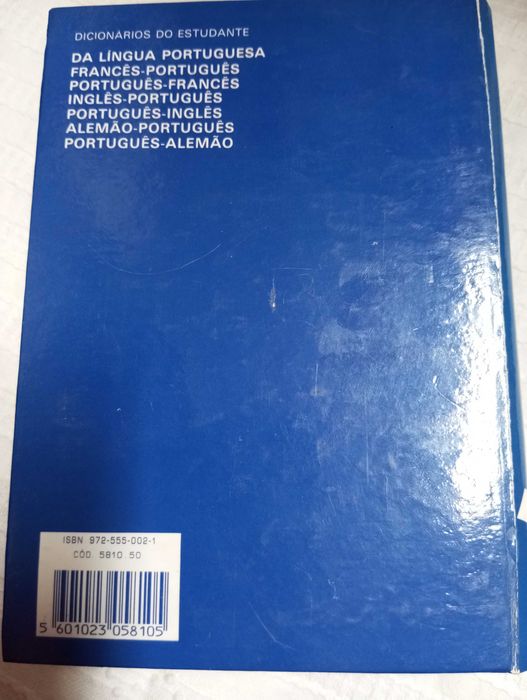 DICIONÁRIOS DO ESTUDANTE
DA LÍNGUA PORTUGUESA
FRANCÊS-PORTUGUÊS
PORTUGUÊS-FRANCÊS
INGLÊS-PORTUGUÊS
PORTUGUÊS-INGLÊS
ALEMÃO-PORTUGUÊS
PORTUGUÊS-ALEMÃO
ISBN 972-555-002-1
CÓD. 5810.50
5 601023 058105